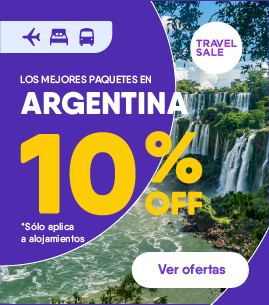 TRAVEL
SALE
LOS MEJORES PAQUETES EN
ARGENTINA
10%
OFF
*Sólo aplica
a alojamientos
Ver ofertas